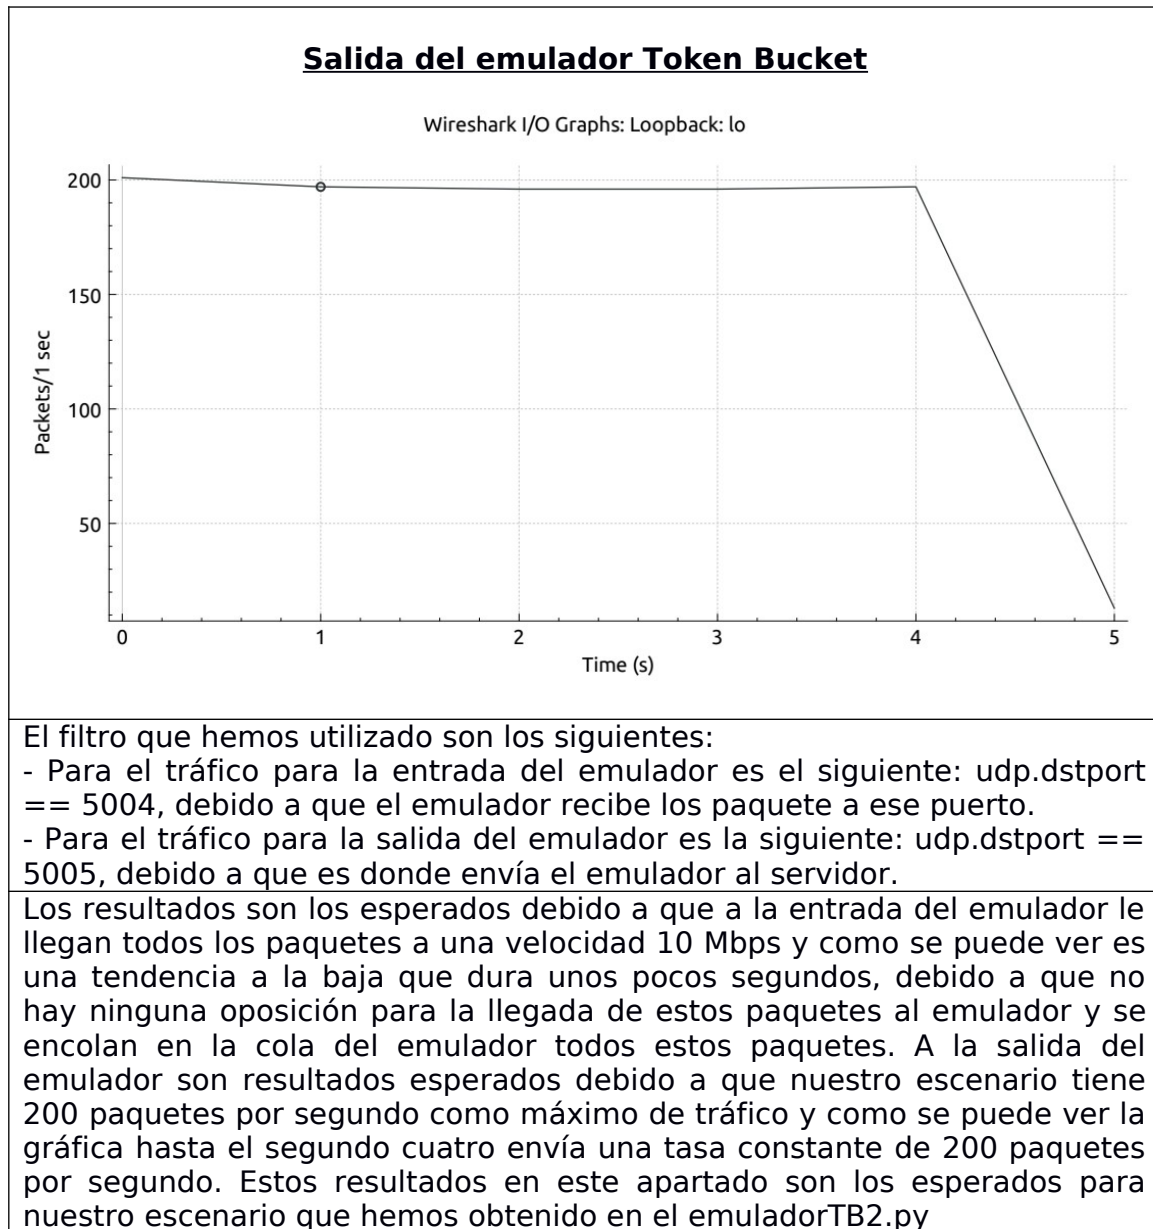 Salida del emulador Token Bucket
Wireshark I/O Graphs: Loopback: lo
200
150
100
50
Packets/1 sec
0 1 2 3 4 5
Time (s)
El filtro que hemos utilizado son los siguientes:
- Para el tráfico para la entrada del emulador es el siguiente: udp.dstport
== 5004, debido a que el emulador recibe los paquete a ese puerto.
- Para el tráfico para la salida del emulador es la siguiente: udp.dstport ==
5005, debido a que es donde envía el emulador al servidor.
Los resultados son los esperados debido a que a la entrada del emulador le
llegan todos los paquetes a una velocidad 10 Mbps y como se puede ver es
una tendencia a la baja que dura unos pocos segundos, debido a que no
hay ninguna oposición para la llegada de estos paquetes al emulador y se
encolan en la cola del emulador todos estos paquetes. A la salida del
emulador son resultados esperados debido a que nuestro escenario tiene
200 paquetes por segundo como máximo de tráfico y como se puede ver la
gráfica hasta el segundo cuatro envía una tasa constante de 200 paquetes
por segundo. Estos resultados en este apartado son los esperados para
nuestro escenario que hemos obtenido en el emuladorTB2.py